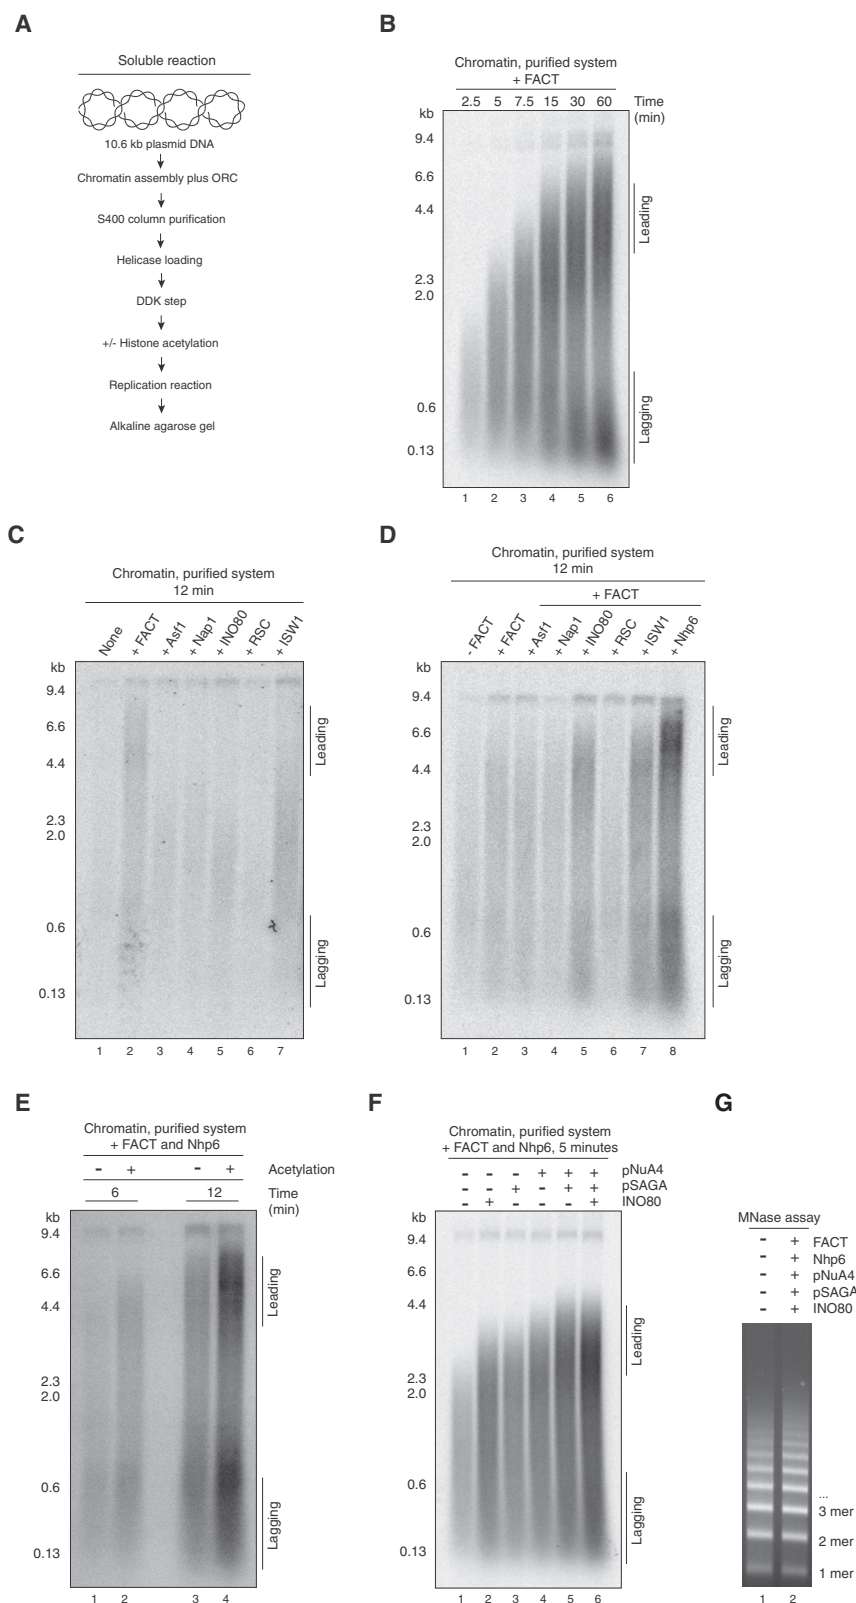 A
Soluble reaction
10.6 kb plasmid DNA
Chromatin assembly plus ORC
S400 column purification
Helicase loading
DDK step
+/- Histone acetylation
Replication reaction
Alkaline agarose gel
B
Chromatin, purified system
+ FACT
kb 2.5 5 7.5 15 30 60 Time
(min)
9.4
6.6
4.4
2.3
2.0
0.6
0.13
Leading
Lagging
1 2 3 4 5 6
C
Chromatin, purified system
12 min
None + FACT + Asf1 + Nap1 + INO80 + RSC + ISW1
kb
9.4
6.6
4.4
2.3
2.0
0.6
0.13
Leading
Lagging
1 2 3 4 5 6 7
D
Chromatin, purified system
12 min
+ FACT
- FACT + FACT + Asf1 + Nap1 + INO80 + RSC + ISW1 + Nhp6
kb
9.4
6.6
4.4
2.3
2.0
0.6
0.13
Leading
Lagging
1 2 3 4 5 6 7 8
E
Chromatin, purified system
+ FACT and Nhp6
- + - + Acetylation
6 12 Time
(min)
kb
9.4
6.6
4.4
2.3
2.0
0.6
0.13
Leading
Lagging
1 2 3 4
F
Chromatin, purified system
+ FACT and Nhp6, 5 minutes
- - - + + + pNuA4
- - + - + + pSAGA
- + - - - + INO80
kb
9.4
6.6
4.4
2.3
2.0
0.6
0.13
Leading
Lagging
1 2 3 4 5 6
G
MNase assay
- + FACT
- + Nhp6
- + pNuA4
- + pSAGA
- + INO80
...
3 mer
2 mer
1 mer
1 2